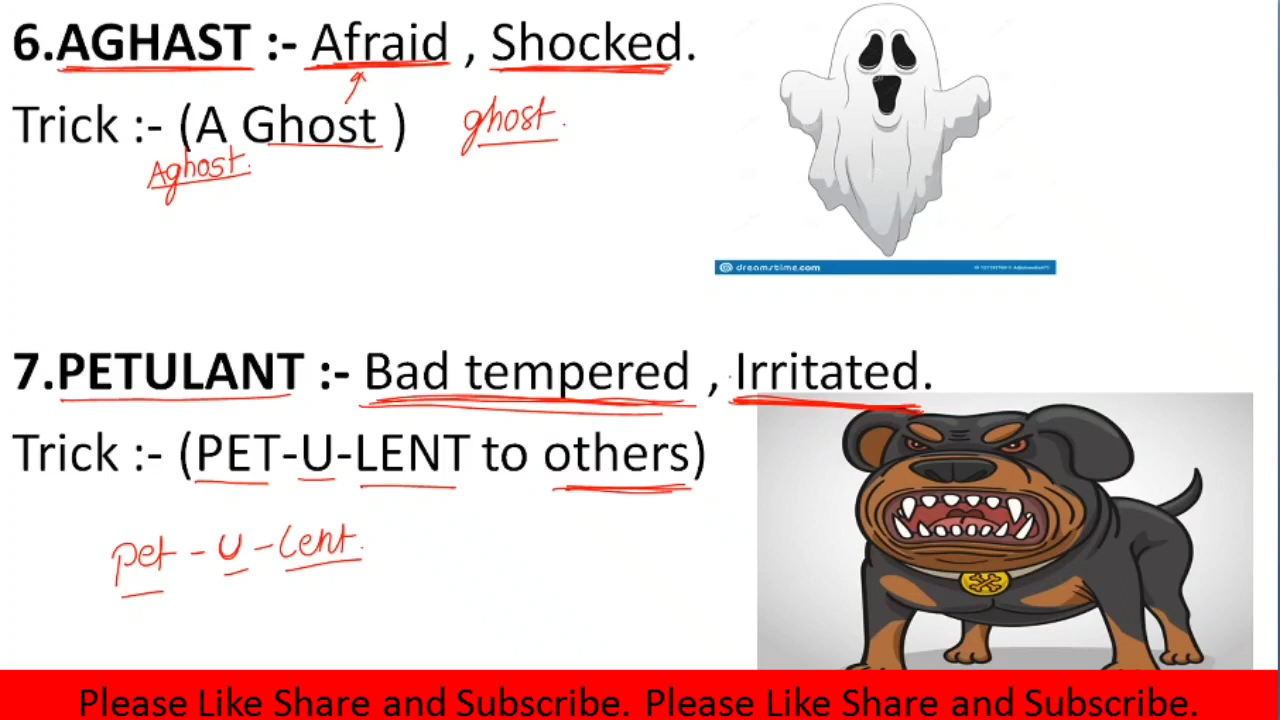 6.AGHAST :- Afraid , Shocked.
Trick :- (A Ghost ) ghost.
Aghost.
dreamstime.com
7.PETULANT :- Bad tempered , Irritated.
Trick :- (PET-U-LENT to others)
pet - U - Lent.
Please Like Share and Subscribe. Please Like Share and Subscribe.